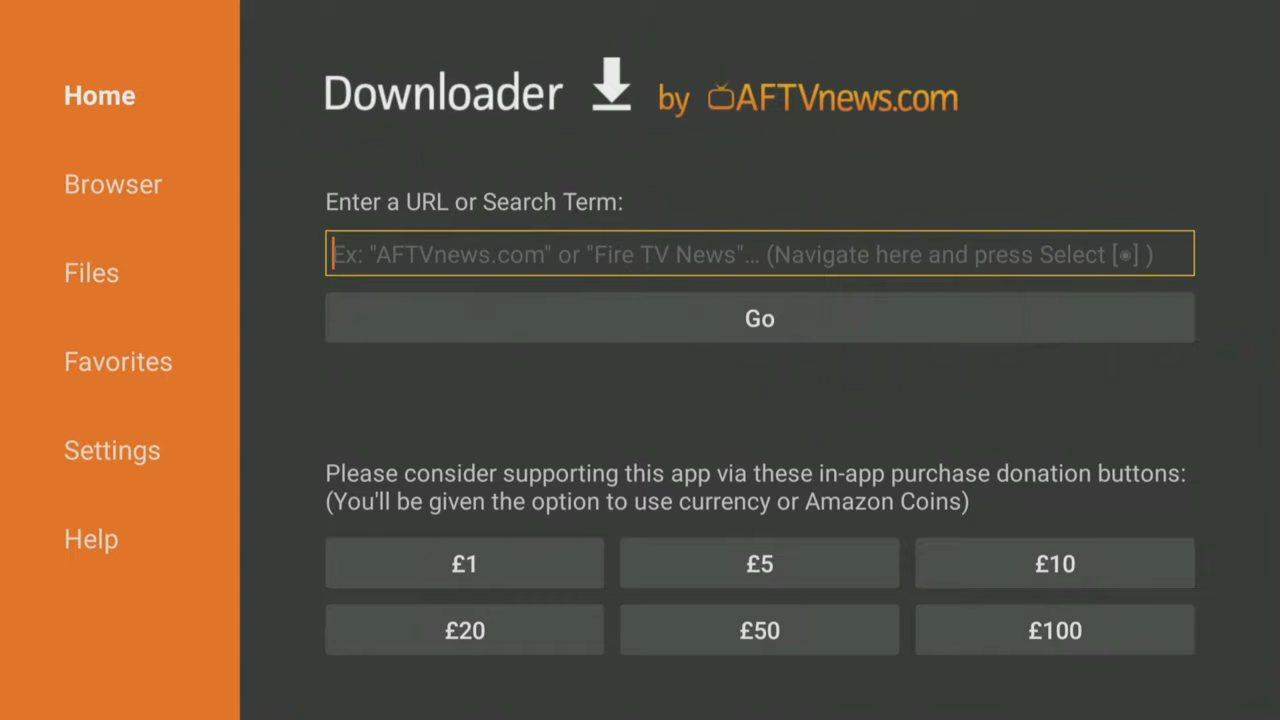 Home
Browser
Files
Favorites
Settings
Help
Downloader by AFTVnews.com
Enter a URL or Search Term:
Ex: "AFTVnews.com" or "Fire TV News"... (Navigate here and press Select [◉] )
Go
Please consider supporting this app via these in-app purchase donation buttons:
(You'll be given the option to use currency or Amazon Coins)
£1 £5 £10
£20 £50 £100